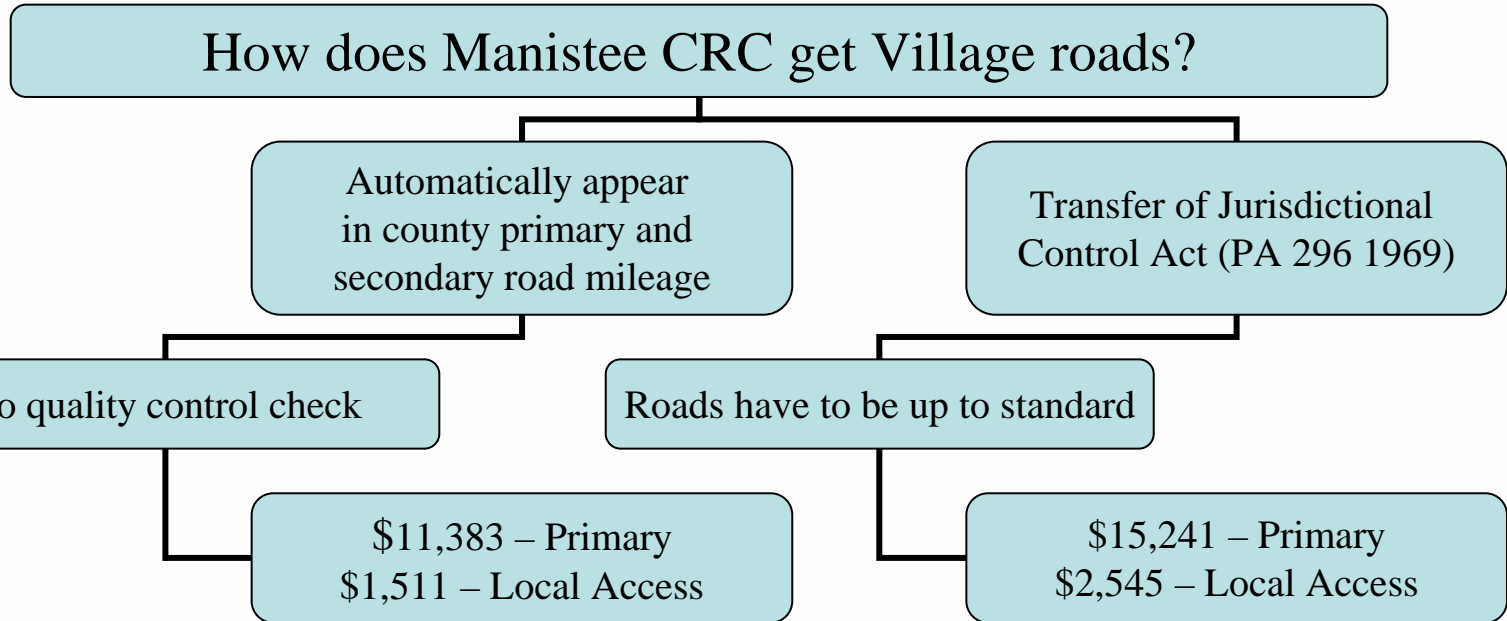 How does Manistee CRC get Village roads?
Automatically appear
in county primary and
secondary road mileage
Transfer of Jurisdictional
Control Act (PA 296 1969)
quality control check
Roads have to be up to standard
$11,383 – Primary
$1,511 – Local Access
$15,241 – Primary
$2,545 – Local Access